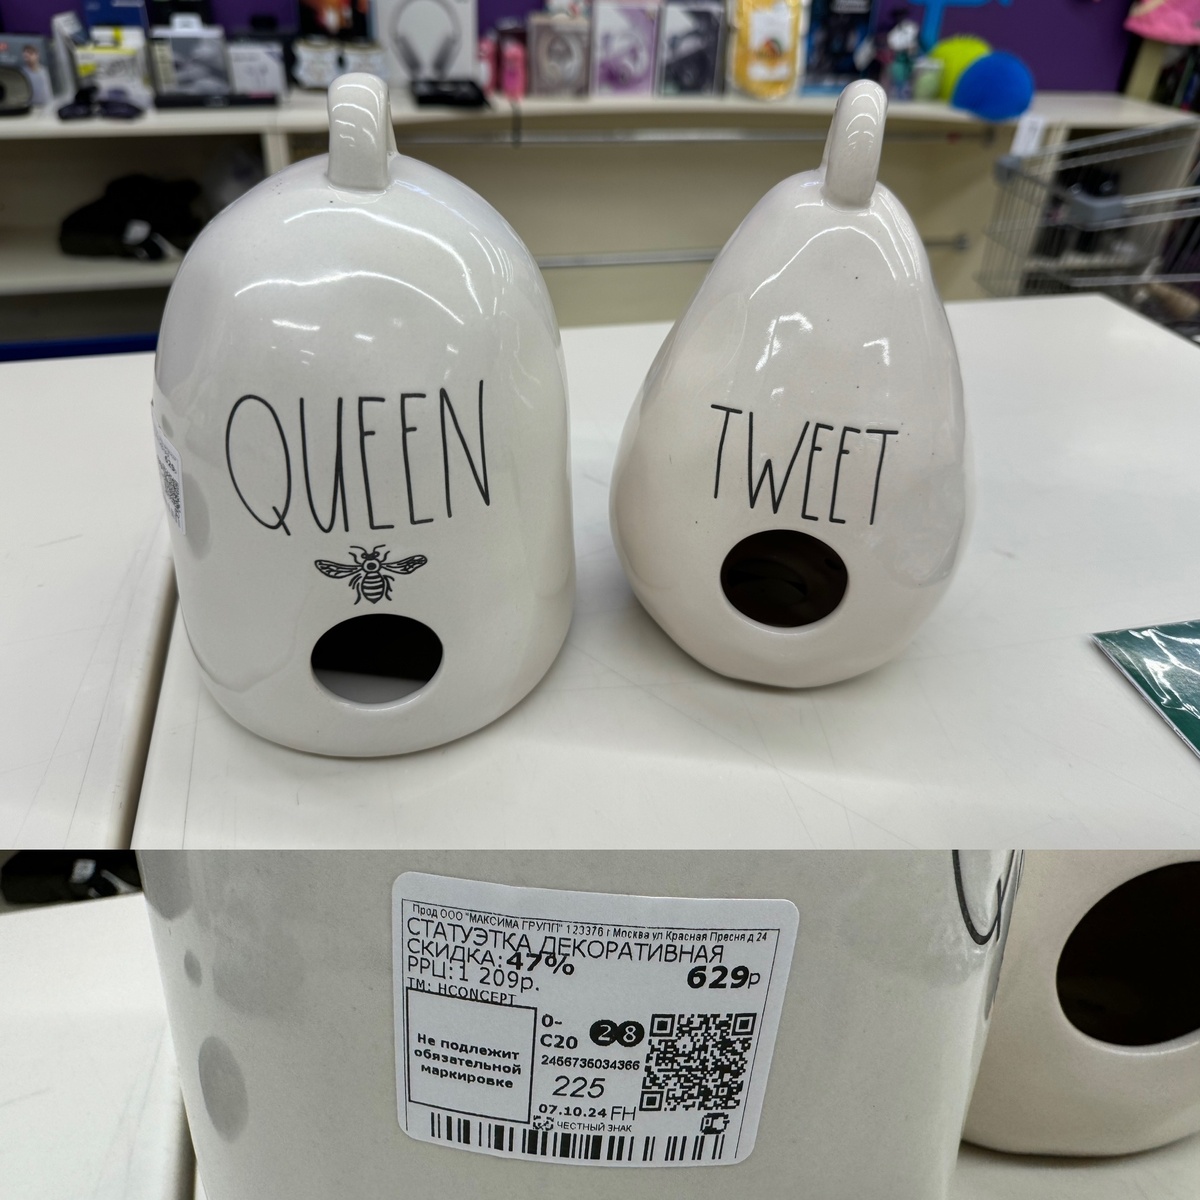 QUEEN
TWEET
Прод ООО "МАКСИМА ГРУПП" 123376 г Москва ул Красная Пресня д 24
СТАТУЭТКА ДЕКОРАТИВНАЯ
СКИДКА: 47%
РРЦ: 1 209р.
629р
ТМ: HCONCEPT
Не подлежит
обязательной
маркировке
0-
C20
28
2456736034366
225
07.10.24 FH
ЧЕСТНЫЙ ЗНАК